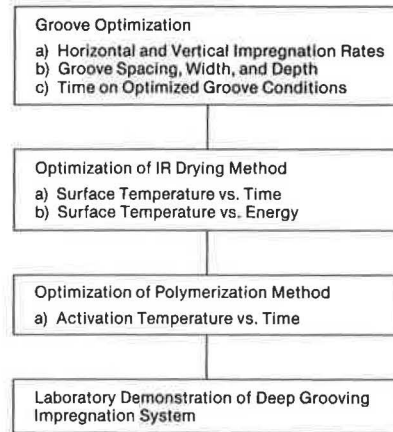 Groove Optimization
a) Horizontal and Vertical Impregnation Rates
b) Groove Spacing, Width, and Depth
c) Time on Optimized Groove Conditions
Optimization of IR Drying Method
a) Surface Temperature vs. Time
b) Surface Temperature vs. Energy
Optimization of Polymerization Method
a) Activation Temperature vs. Time
Laboratory Demonstration of Deep Grooving
Impregnation System